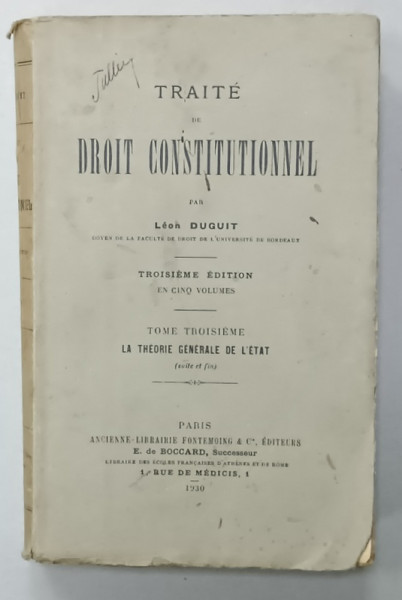 TRAITÉ
DE
DROIT CONSTITUTIONNEL
PAR
Léon DUGUIT
DOYEN DE LA FACULTÉ DE DROIT DE L'UNIVERSITÉ DE BORDEAUX
TROISIÈME ÉDITION
EN CINQ VOLUMES
TOME TROISIÈME
LA THÉORIE GÉNÉRALE DE L'ÉTAT
(suite et fin)
PARIS
ANCIENNE LIBRAIRIE FONTEMOING & Cie, ÉDITEURS
E. de BOCCARD, Successeur
LIBRAIRE DES ÉCOLES FRANÇAISES D'ATHÈNES ET DE ROME
1, RUE DE MÉDICIS, 1
1930